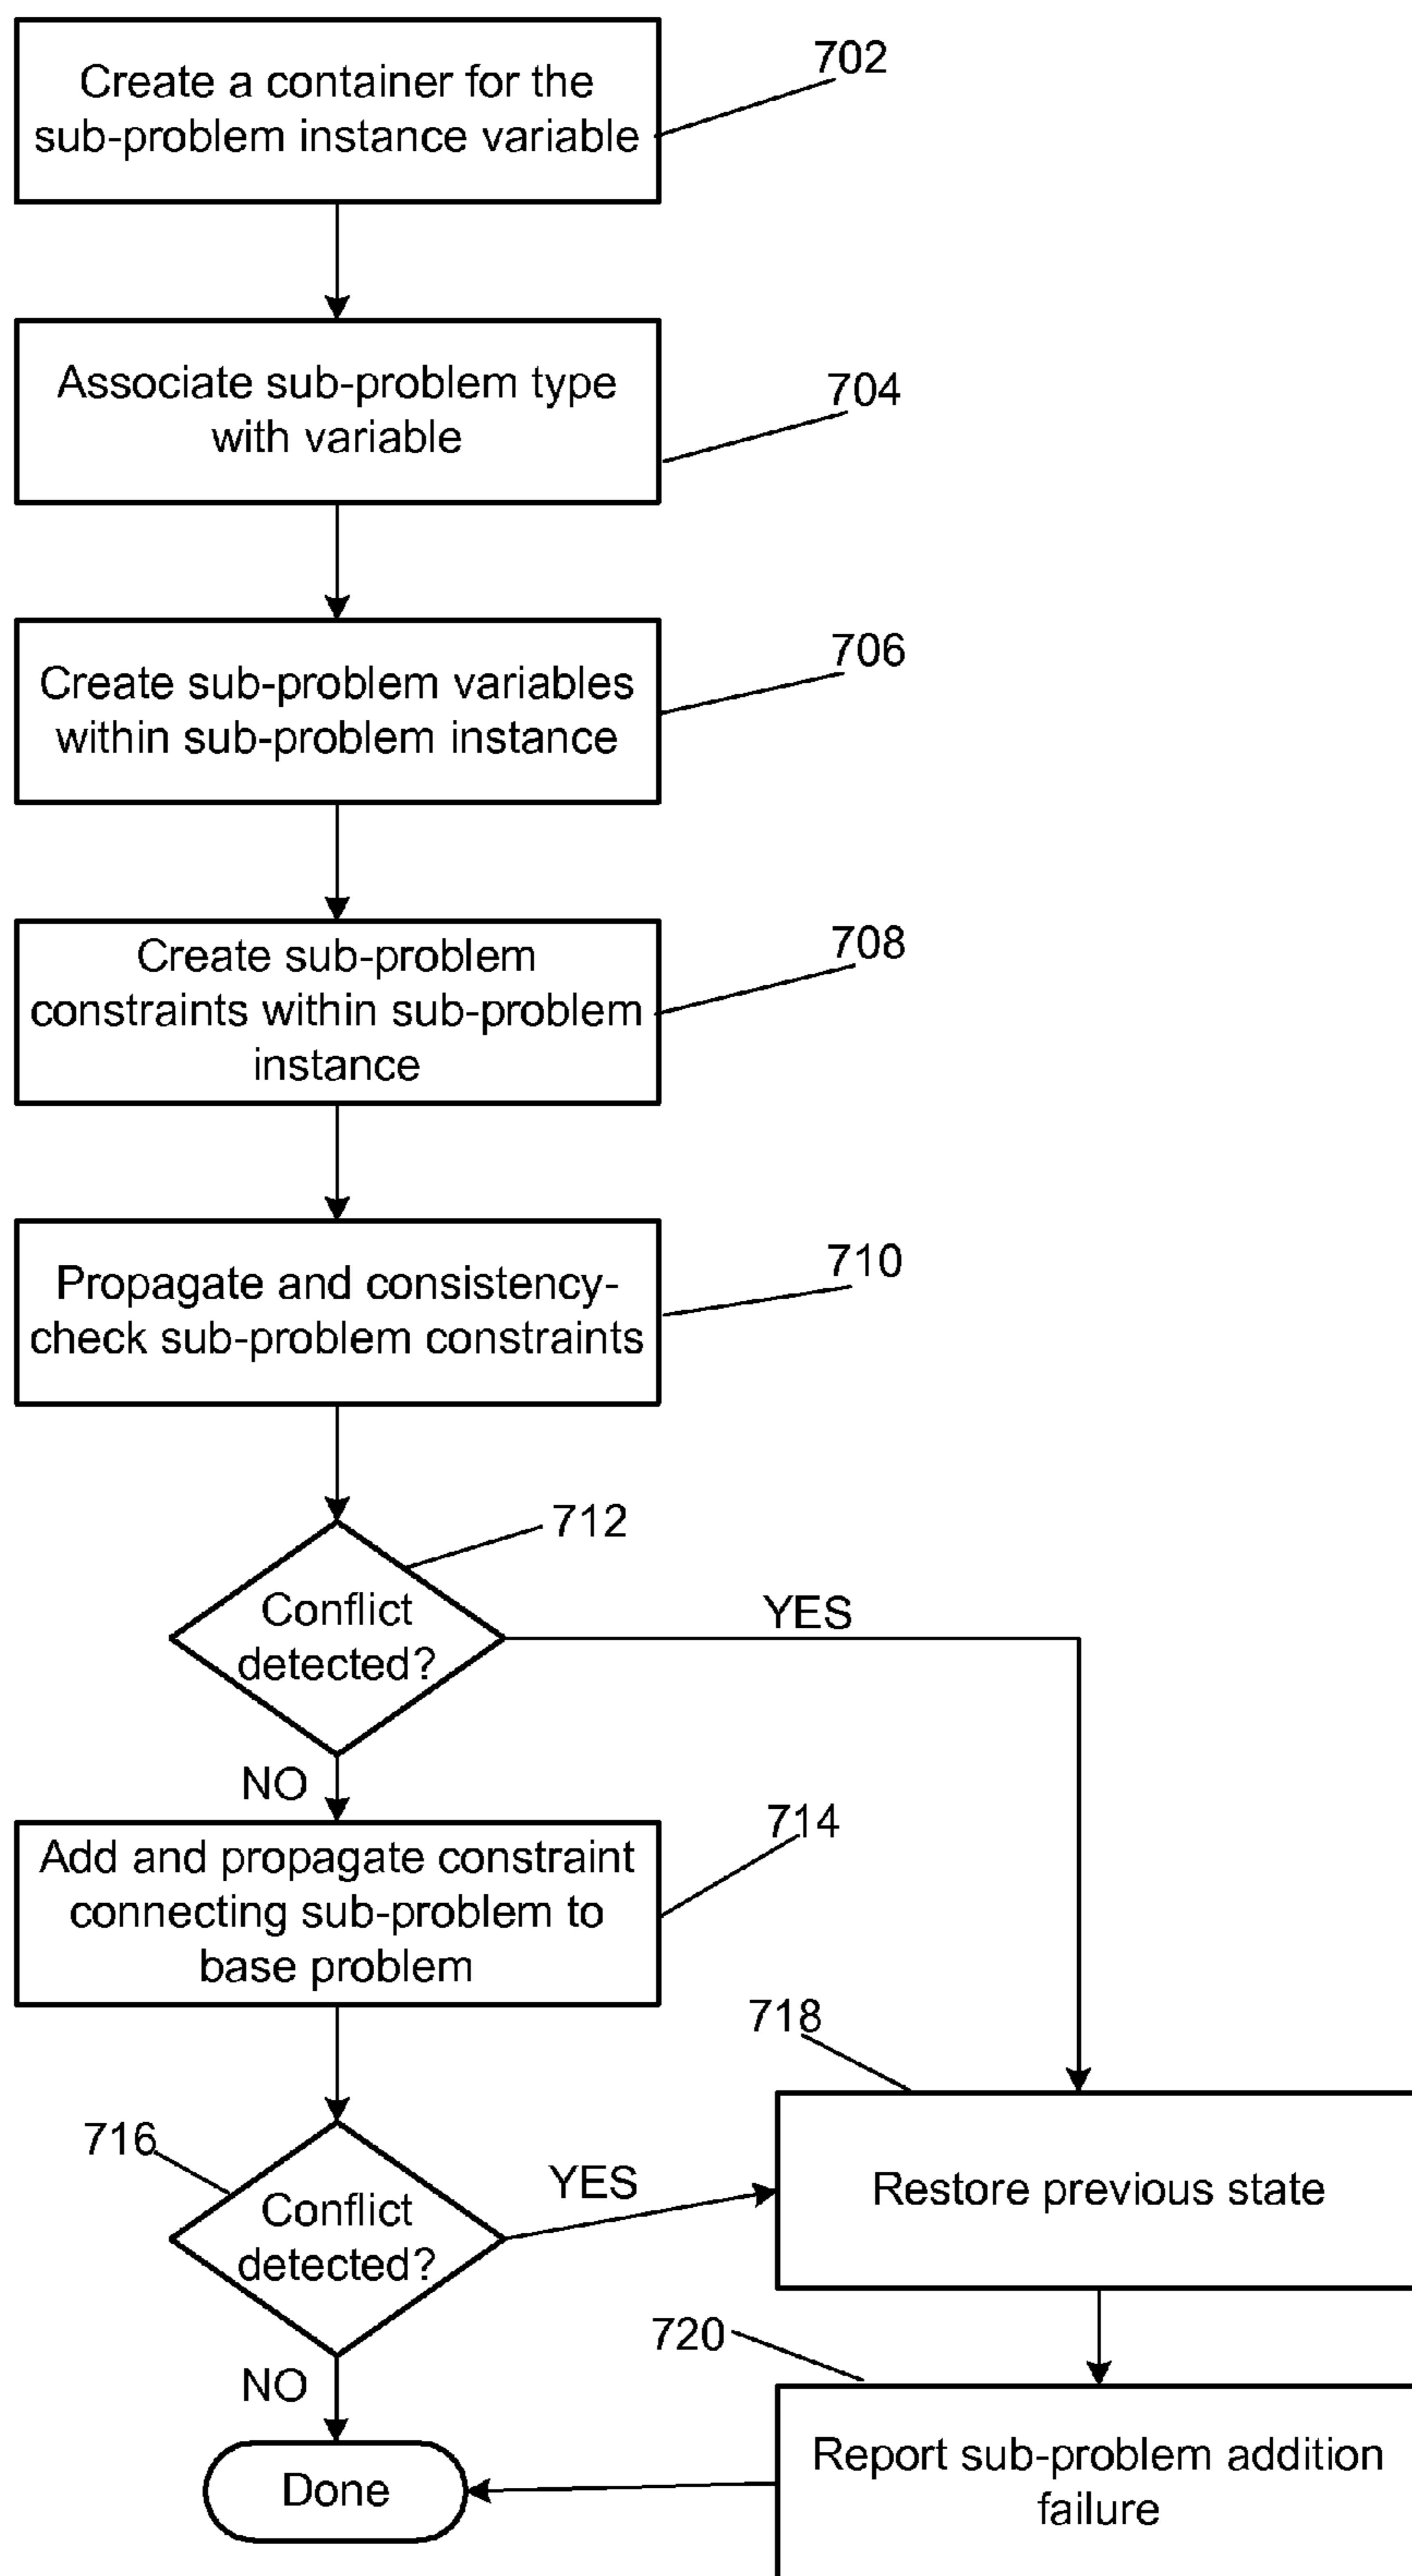 Create a container for the
sub-problem instance variable
702
Associate sub-problem type
with variable
704
Create sub-problem variables
within sub-problem instance
706
Create sub-problem
constraints within sub-problem
instance
708
Propagate and consistency-
check sub-problem constraints
710
Conflict
detected?
712
YES
NO
Add and propagate constraint
connecting sub-problem to
base problem
714
Conflict
detected?
716
YES
NO
Restore previous state
718
Report sub-problem addition
failure
720
Done